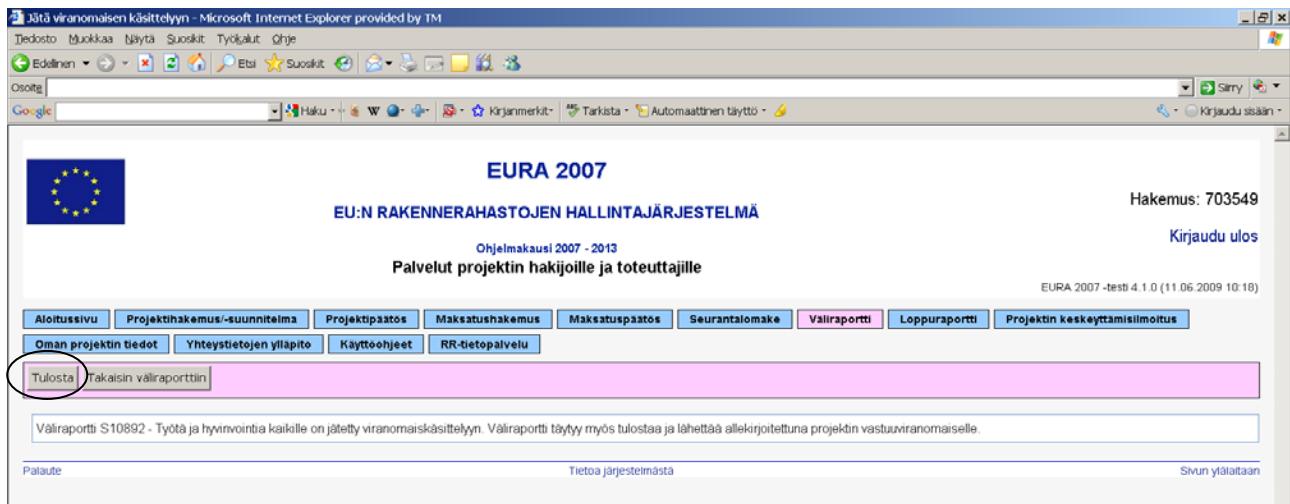 Jätä viranomaisen käsittelyyn - Microsoft Internet Explorer provided by TM
Tiedosto Muokkaa Näytä Suosikit Työkalut Ohje
Edellinen Etsi Suosikit
Osoite Siirry
Google Haku W Kirjanmerkit Tarkista Automaattinen täyttö Kirjaudu sisään
EURA 2007
EU:N RAKENNERAHASTOJEN HALLINTAJÄRJESTELMÄ
Ohjelmakausi 2007 - 2013
Palvelut projektin hakijoille ja toteuttajille
Hakemus: 703549
Kirjaudu ulos
EURA 2007 -testi 4.1.0 (11.06.2009 10:18)
Aloitussivu Projektihakemus/-suunnitelma Projektipäätös Maksatushakemus Maksatuspäätös Seurantalomake Väliraportti Loppuraportti Projektin keskeyttämisilmoitus
Oman projektin tiedot Yhteystietojen ylläpito Käyttöohjeet RR-tietopalvelu
Tulosta Takaisin väliraporttiin
Väliraportti S10892 - Työtä ja hyvinvointia kaikille on jätetty viranomaiskäsittelyyn. Väliraportti täytyy myös tulostaa ja lähettää allekirjoitettuna projektin vastuuviranomaiselle.
Palaute Tietoa järjestelmästä Sivun ylälaitaan